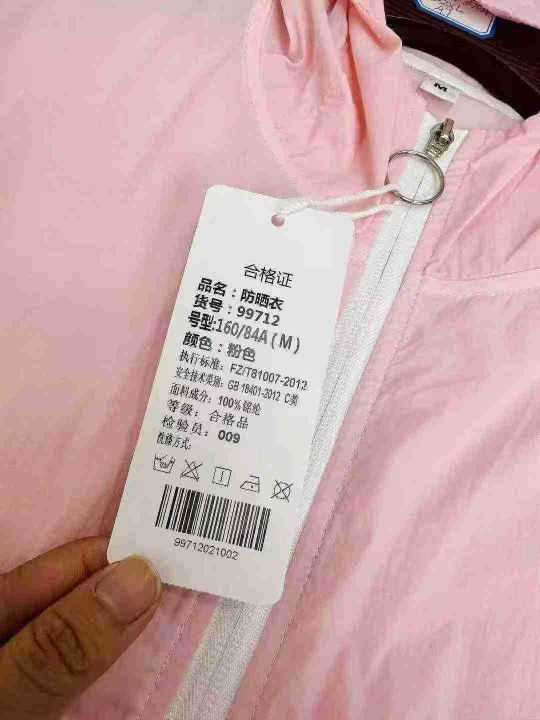 M
合格证
品名：防晒衣
货号：99712
号型:160/84A(M)
颜色：粉色
执行标准：FZ/T81007-2012
安全技术类别：GB 18401-2012 C类
面料成分：100%锦纶
等级：合格品
检验员：009
洗涤方式：
99712021002